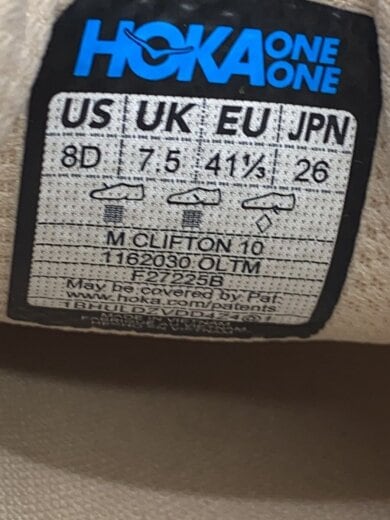 HOKA ONE ONE
US UK EU JPN
8D 7.5 41⅓ 26
M CLIFTON 10
1162030 OLTM
F27225B
May be covered by Pat.
www.hoka.com/patents